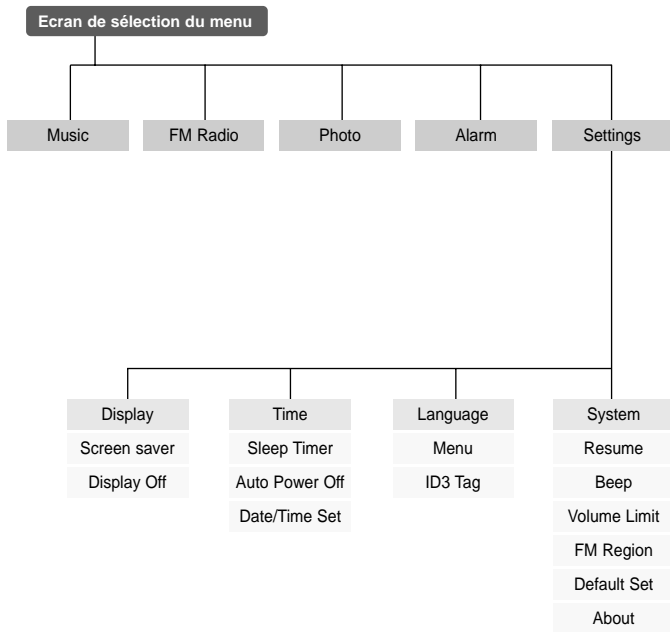 Ecran de sélection du menu
Music
FM Radio
Photo
Alarm
Settings
Display
Screen saver
Display Off
Time
Sleep Timer
Auto Power Off
Date/Time Set
Language
Menu
ID3 Tag
System
Resume
Beep
Volume Limit
FM Region
Default Set
About